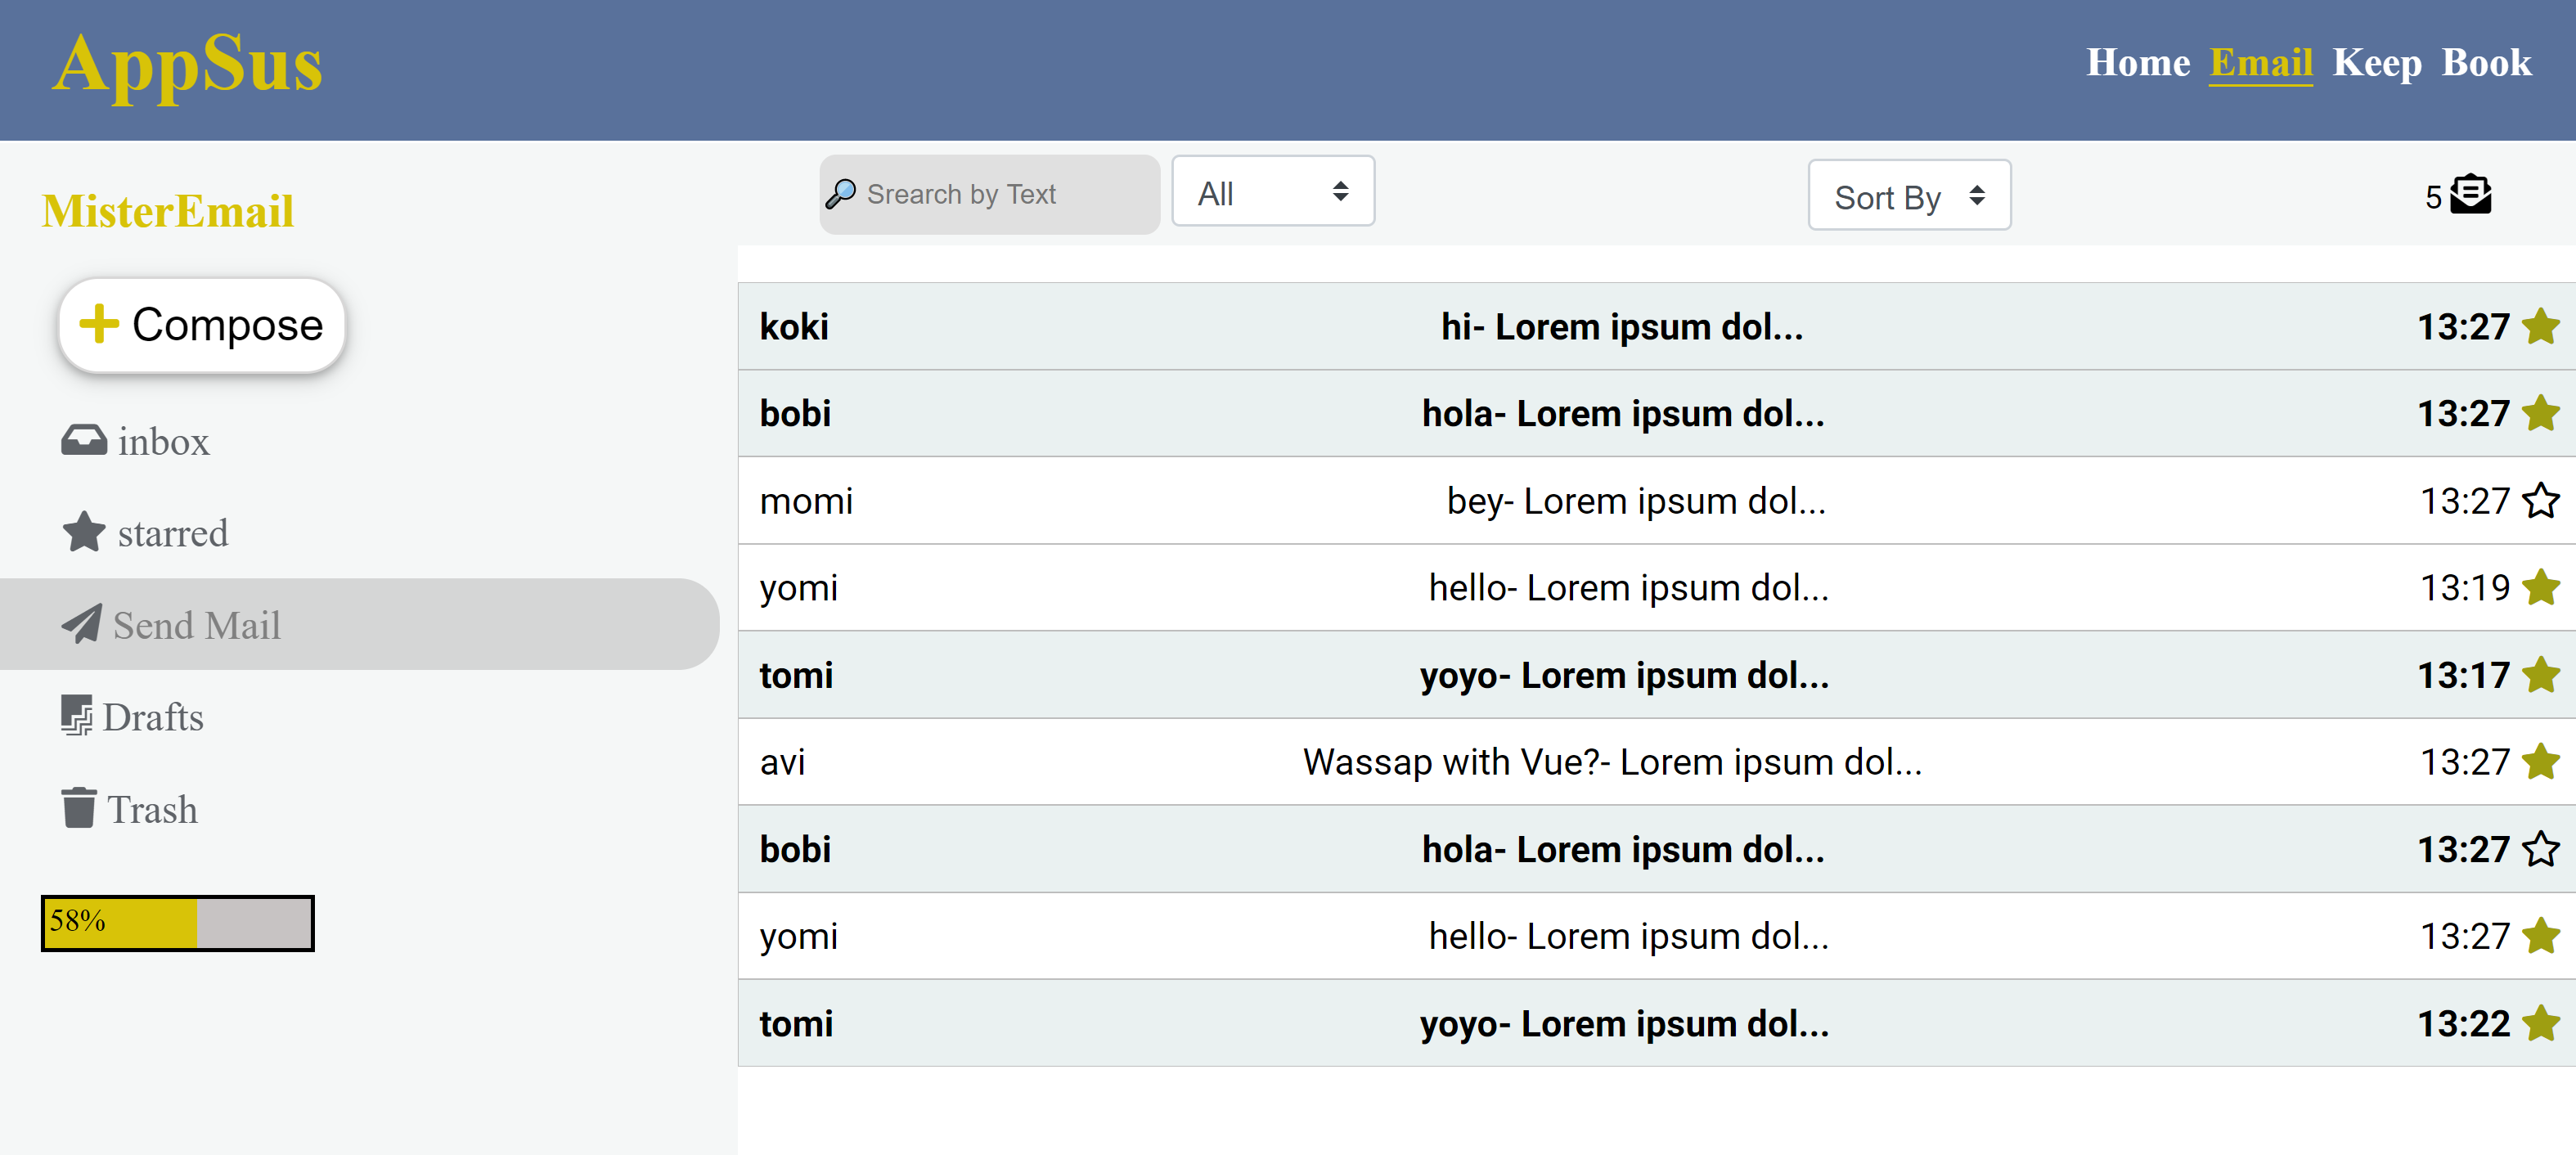 AppSus
Home Email Keep Book
MisterEmail
Srearch by Text
All
Sort By
5
Compose
inbox
starred
Send Mail
Drafts
Trash
58%
koki hi- Lorem ipsum dol... 13:27
bobi hola- Lorem ipsum dol... 13:27
momi bey- Lorem ipsum dol... 13:27
yomi hello- Lorem ipsum dol... 13:19
tomi yoyo- Lorem ipsum dol... 13:17
avi Wassap with Vue?- Lorem ipsum dol... 13:27
bobi hola- Lorem ipsum dol... 13:27
yomi hello- Lorem ipsum dol... 13:27
tomi yoyo- Lorem ipsum dol... 13:22